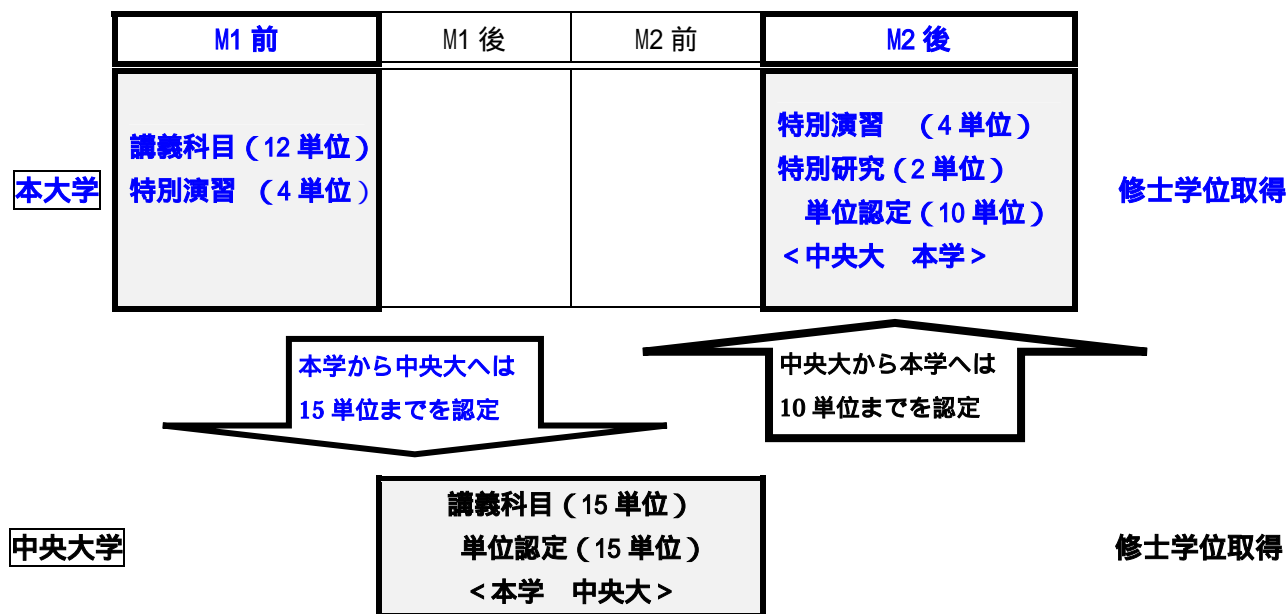 M1 前 M1 後 M2 前 M2 後
本大学
講義科目（12 単位）
特別演習　（4 単位）
特別演習　（4 単位）
特別研究（2 単位）
単位認定（10 単位）
＜中央大　本学＞
修士学位取得
本学から中央大へは
15 単位までを認定
中央大から本学へは
10 単位までを認定
中央大学
講義科目（15 単位）
単位認定（15 単位）
＜本学　中央大＞
修士学位取得